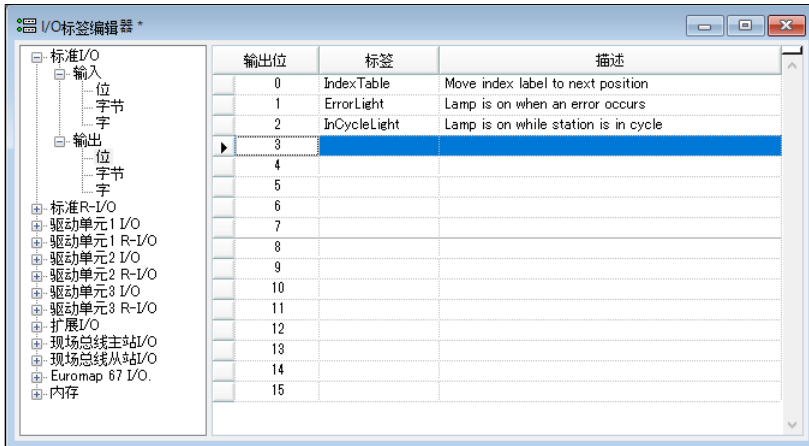 I/O标签编辑器 *
标准I/O
输入
位
字节
字
输出
位
字节
字
标准R-I/O
驱动单元1 I/O
驱动单元1 R-I/O
驱动单元2 I/O
驱动单元2 R-I/O
驱动单元3 I/O
驱动单元3 R-I/O
扩展I/O
现场总线主站I/O
现场总线从站I/O
Euromap 67 I/O.
内存
输出位 标签 描述
0 IndexTable Move index label to next position
1 ErrorLight Lamp is on when an error occurs
2 InCycleLight Lamp is on while station is in cycle
3
4
5
6
7
8
9
10
11
12
13
14
15